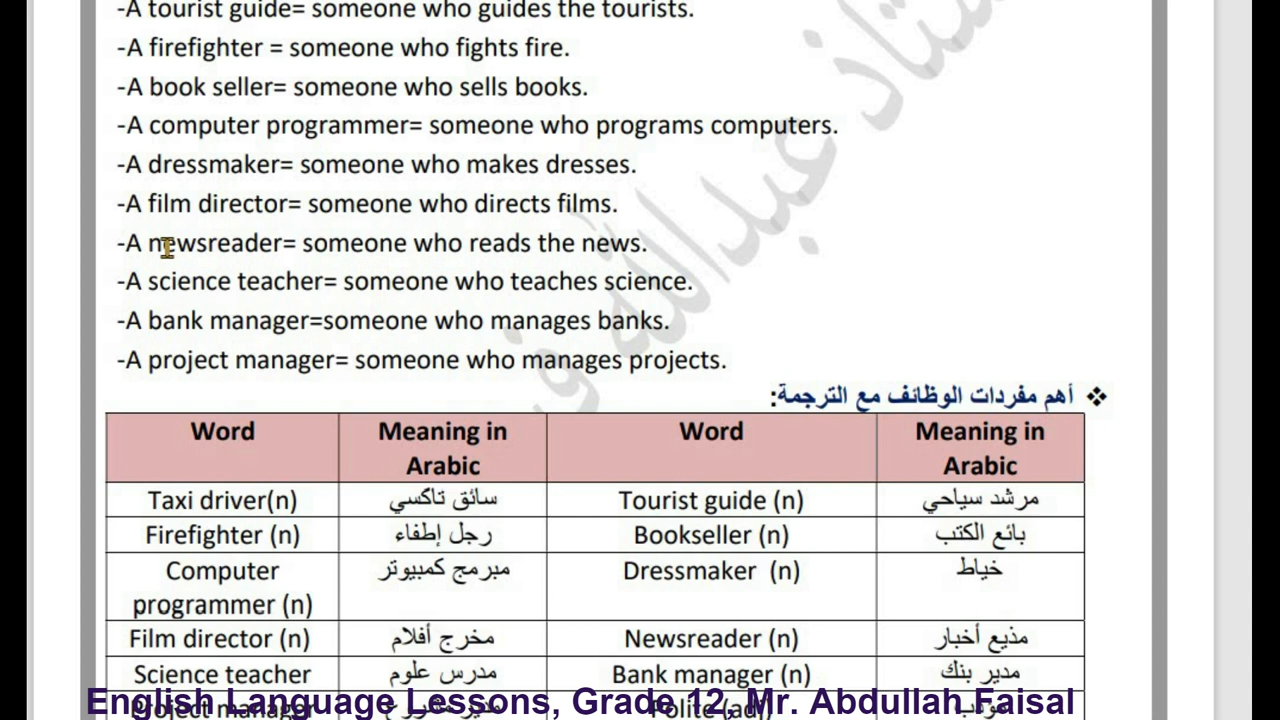 -A tourist guide= someone who guides the tourists.
-A firefighter = someone who fights fire.
-A book seller= someone who sells books.
-A computer programmer= someone who programs computers.
-A dressmaker= someone who makes dresses.
-A film director= someone who directs films.
-A newsreader= someone who reads the news.
-A science teacher= someone who teaches science.
-A bank manager=someone who manages banks.
-A project manager= someone who manages projects.
❖ أهم مفردات الوظائف مع الترجمة:
Word Meaning in Arabic Word Meaning in Arabic
Taxi driver(n) سائق تاكسي Tourist guide (n) مرشد سياحي
Firefighter (n) رجل إطفاء Bookseller (n) بائع الكتب
Computer programmer (n) مبرمج كمبيوتر Dressmaker (n) خياط
Film director (n) مخرج أفلام Newsreader (n) مذيع أخبار
Science teacher مدرس علوم Bank manager (n) مدير بنك
Project manager Polite (adj)
English Language Lessons, Grade 12, Mr. Abdullah Faisal